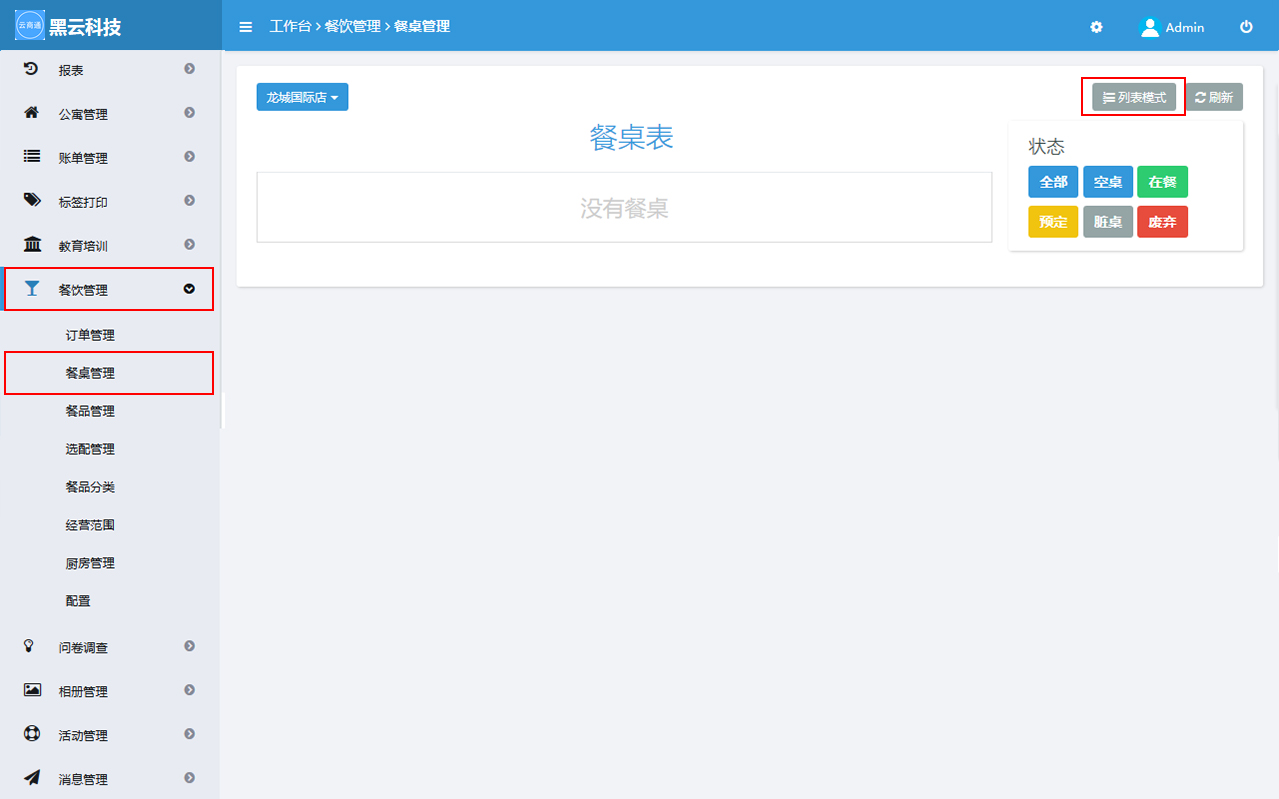 云商通 黑云科技
工作台 > 餐饮管理 > 餐桌管理
Admin
报表
公寓管理
账单管理
标签打印
教育培训
餐饮管理
订单管理
餐桌管理
餐品管理
选配管理
餐品分类
经营范围
厨房管理
配置
问卷调查
相册管理
活动管理
消息管理
龙城国际店
列表模式
刷新
餐桌表
没有餐桌
状态
全部 空桌 在餐
预定 脏桌 废弃